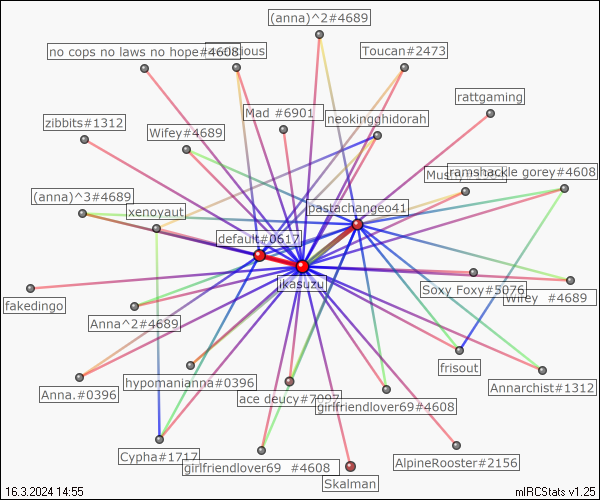 (anna)^2#4689
no cops no laws no hope#4608
Toucan#2473
rattgaming
Mad #6901
neokingghidorah
zibbits#1312
Wifey#4689
ramshackle gorey#4608
(anna)^3#4689
xenoyaut
pastachangeo41
default#0617
ikasuzu
Soxy Foxy#5076
Wifey  #4689
fakedingo
Anna^2#4689
frisout
hypomanianna#0396
Annarchist#1312
Anna.#0396
ace deucy#7997
girlfriendlover69#4608
Cypha#1717
girlfriendlover69  #4608
AlpineRooster#2156
Skalman
16.3.2024 14:55
mIRCStats v1.25